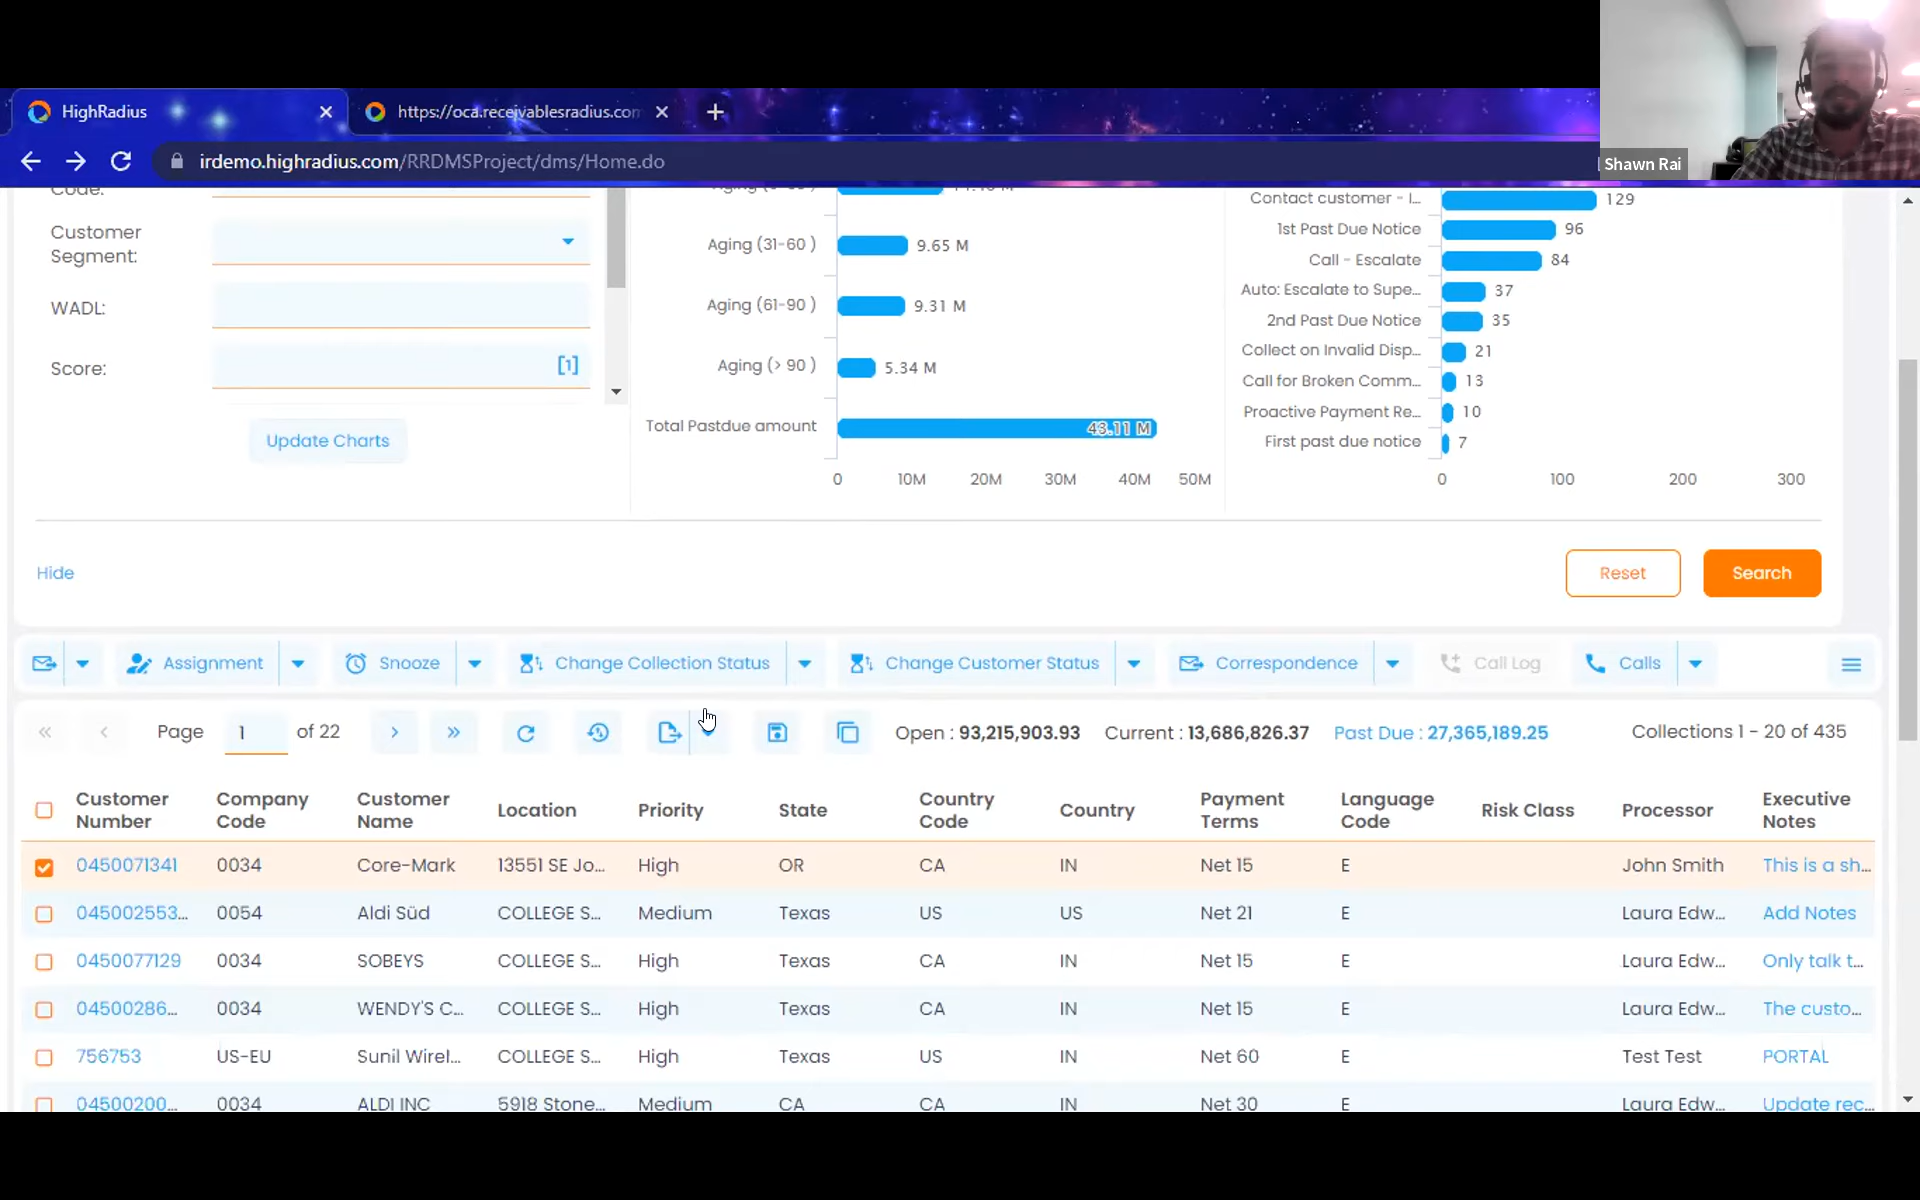 HighRadius
https://oca.receivablesradius.com
Shawn Rai
irdemo.highradius.com/RRDMSProject/dms/Home.do
Code:
Customer
Segment:
WADL:
Score:
[1]
Update Charts
Aging (31-60 )
9.65 M
Aging (61-90 )
9.31 M
Aging (> 90 )
5.34 M
Total Pastdue amount
43.11 M
0 10M 20M 30M 40M 50M
Contact customer - I...
129
1st Past Due Notice
96
Call - Escalate
84
Auto: Escalate to Supe...
37
2nd Past Due Notice
35
Collect on Invalid Disp...
21
Call for Broken Comm...
13
Proactive Payment Re...
10
First past due notice
7
0 100 200 300
Hide
Reset
Search
Assignment
Snooze
Change Collection Status
Change Customer Status
Correspondence
Call Log
Calls
Page 1 of 22
Open : 93,215,903.93
Current : 13,686,826.37
Past Due : 27,365,189.25
Collections 1 - 20 of 435
Customer Number Company Code Customer Name Location Priority State Country Code Country Payment Terms Language Code Risk Class Processor Executive Notes
0450071341 0034 Core-Mark 13551 SE Jo... High OR CA IN Net 15 E John Smith This is a sh...
045002553... 0054 Aldi Süd COLLEGE S... Medium Texas US US Net 21 E Laura Edw... Add Notes
0450077129 0034 SOBEYS COLLEGE S... High Texas CA IN Net 15 E Laura Edw... Only talk t...
04500286... 0034 WENDY'S C... COLLEGE S... High Texas CA IN Net 15 E Laura Edw... The custo...
756753 US-EU Sunil Wirel... COLLEGE S... High Texas US IN Net 60 E Test Test PORTAL
04500200... 0034 ALDI INC 5918 Stone... Medium CA CA IN Net 30 E Laura Edw... Update rec...